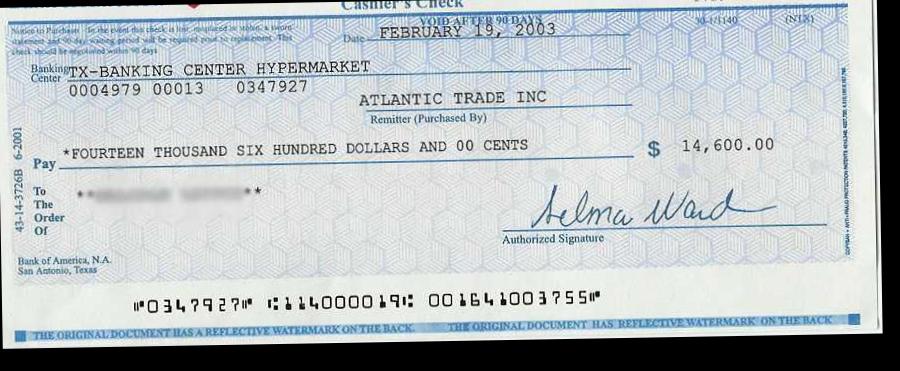 Cashier's Check
VOID AFTER 90 DAYS
30-1/1140 (NTX)
Notice to Purchaser - In the event this check is lost, misplaced or stolen, a sworn
statement and 90-day waiting period will be required prior to replacement. This
check should be negotiated within 90 days
Date FEBRUARY 19, 2003
Banking
Center TX-BANKING CENTER HYPERMARKET
0004979 00013 0347927
ATLANTIC TRADE INC
Remitter (Purchased By)
Pay *FOURTEEN THOUSAND SIX HUNDRED DOLLARS AND 00 CENTS $ 14,600.00
To
The
Order
Of
** **
Selma Ward
Authorized Signature
Bank of America, N.A.
San Antonio, Texas
43-14-3726B 6-2001
⑈0347927⑈ ⑆114000019⑆ 001641003755⑈
THE ORIGINAL DOCUMENT HAS A REFLECTIVE WATERMARK ON THE BACK. THE ORIGINAL DOCUMENT HAS REFLECTIVE WATERMARK ON THE BACK